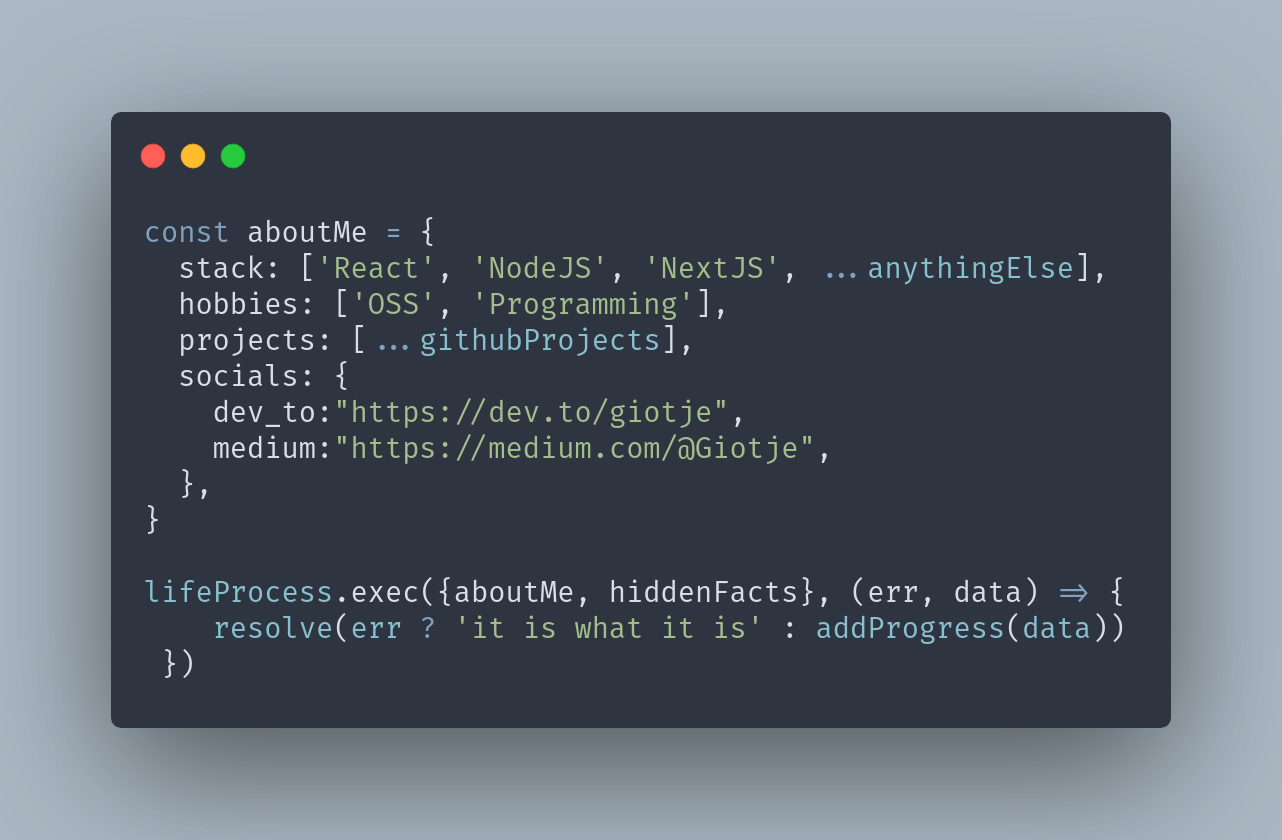 const aboutMe = {
  stack: ['React', 'NodeJS', 'NextJS', ...anythingElse],
  hobbies: ['OSS', 'Programming'],
  projects: [...githubProjects],
  socials: {
    dev_to:"https://dev.to/giotje",
    medium:"https://medium.com/@Giotje",
  },
}

lifeProcess.exec({aboutMe, hiddenFacts}, (err, data) => {
    resolve(err ? 'it is what it is' : addProgress(data))
 })